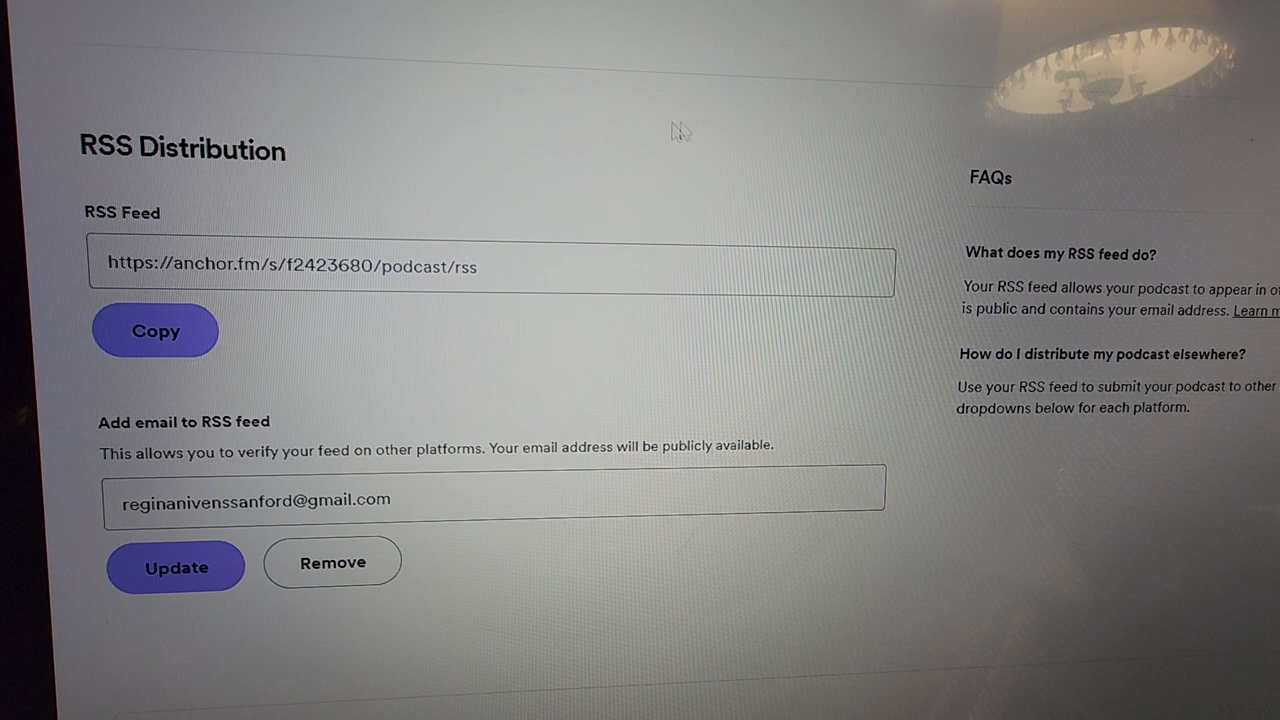 RSS Distribution
RSS Feed
https://anchor.fm/s/f2423680/podcast/rss
Copy
Add email to RSS feed
This allows you to verify your feed on other platforms. Your email address will be publicly available.
reginanivenssanford@gmail.com
Update
Remove
FAQs
What does my RSS feed do?
Your RSS feed allows your podcast to appear in
is public and contains your email address. Learn
How do I distribute my podcast elsewhere?
Use your RSS feed to submit your podcast to other
dropdowns below for each platform.